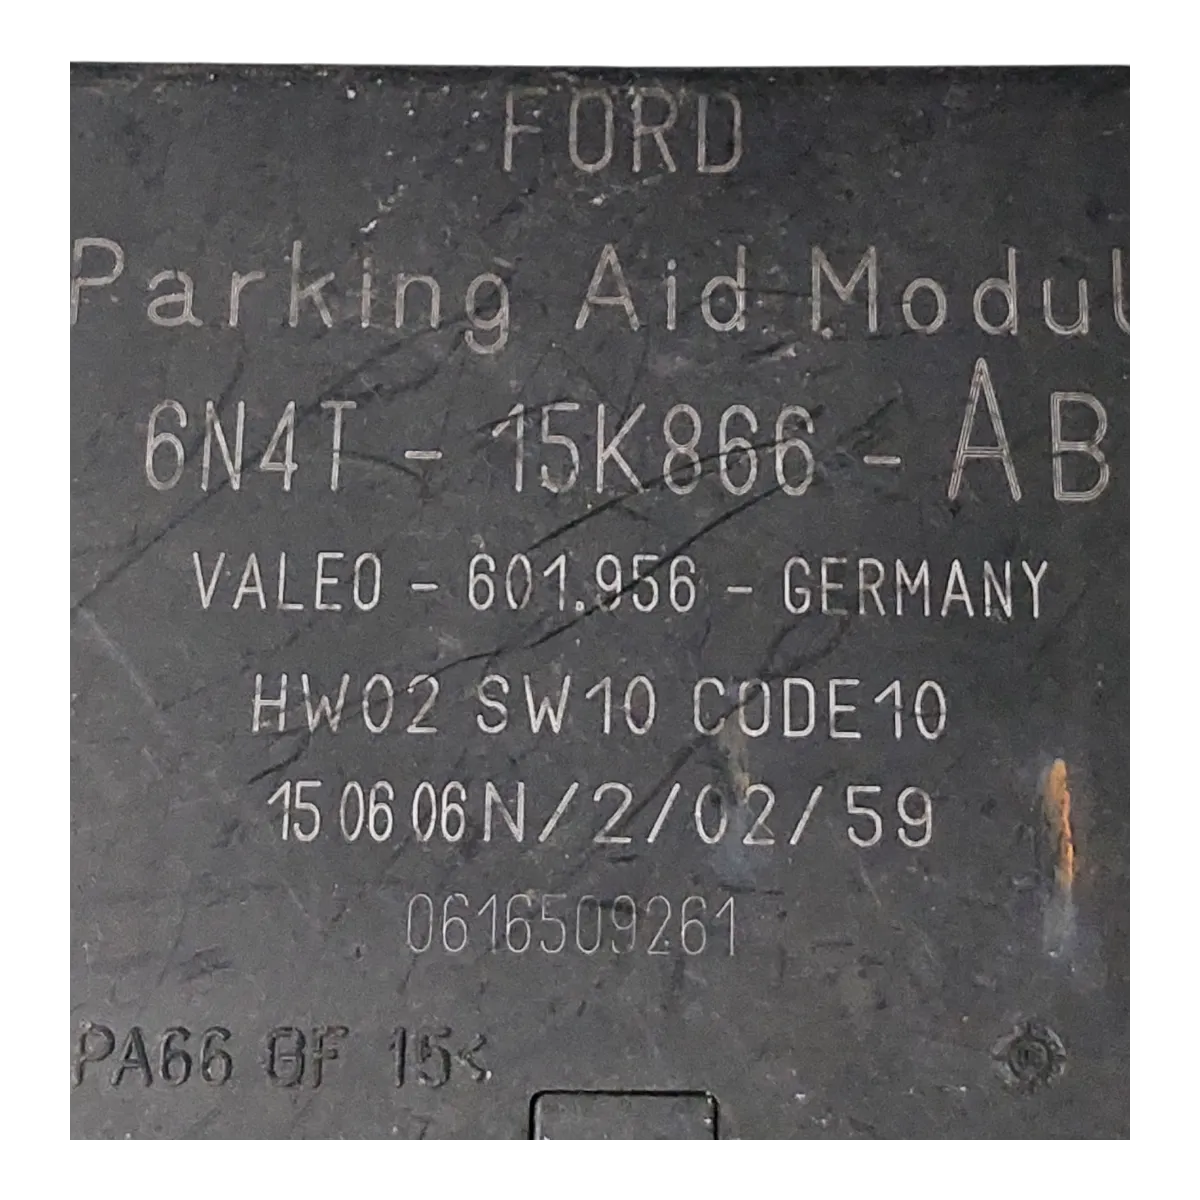 FORD
Parking Aid Modul
6N4T - 15K866 - AB
VALEO - 601.956 - GERMANY
HW02 SW10 CODE10
15 06 06 N/2/02/59
0616509261
PA66 GF 15<